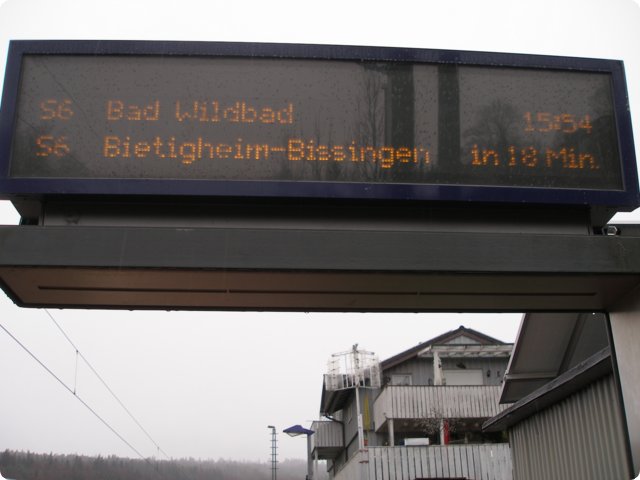 S6 Bad Wildbad 15:54
S6 Bietigheim-Bissingen in 18 Min.